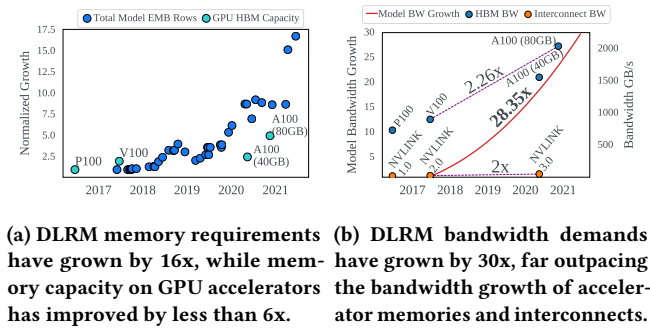 Total Model EMB Rows GPU HBM Capacity
Normalized Growth
17.5
15.0
12.5
10.0
7.5
5.0
2.5
P100
V100
A100
(80GB)
A100
(40GB)
2017 2018 2019 2020 2021
Model BW Growth HBM BW Interconnect BW
Model Bandwidth Growth
30
25
20
15
10
5
P100
V100
A100 (80GB)
A100 (40GB)
2.26x
28.35x
2x
NVLINK
1.0
NVLINK
2.0
NVLINK
3.0
2000
1500
1000
500
Bandwidth GB/s
2017 2018 2019 2020 2021
(a) DLRM memory requirements
have grown by 16x, while mem-
ory capacity on GPU accelerators
has improved by less than 6x.
(b) DLRM bandwidth demands
have grown by 30x, far outpacing
the bandwidth growth of acceler-
ator memories and interconnects.